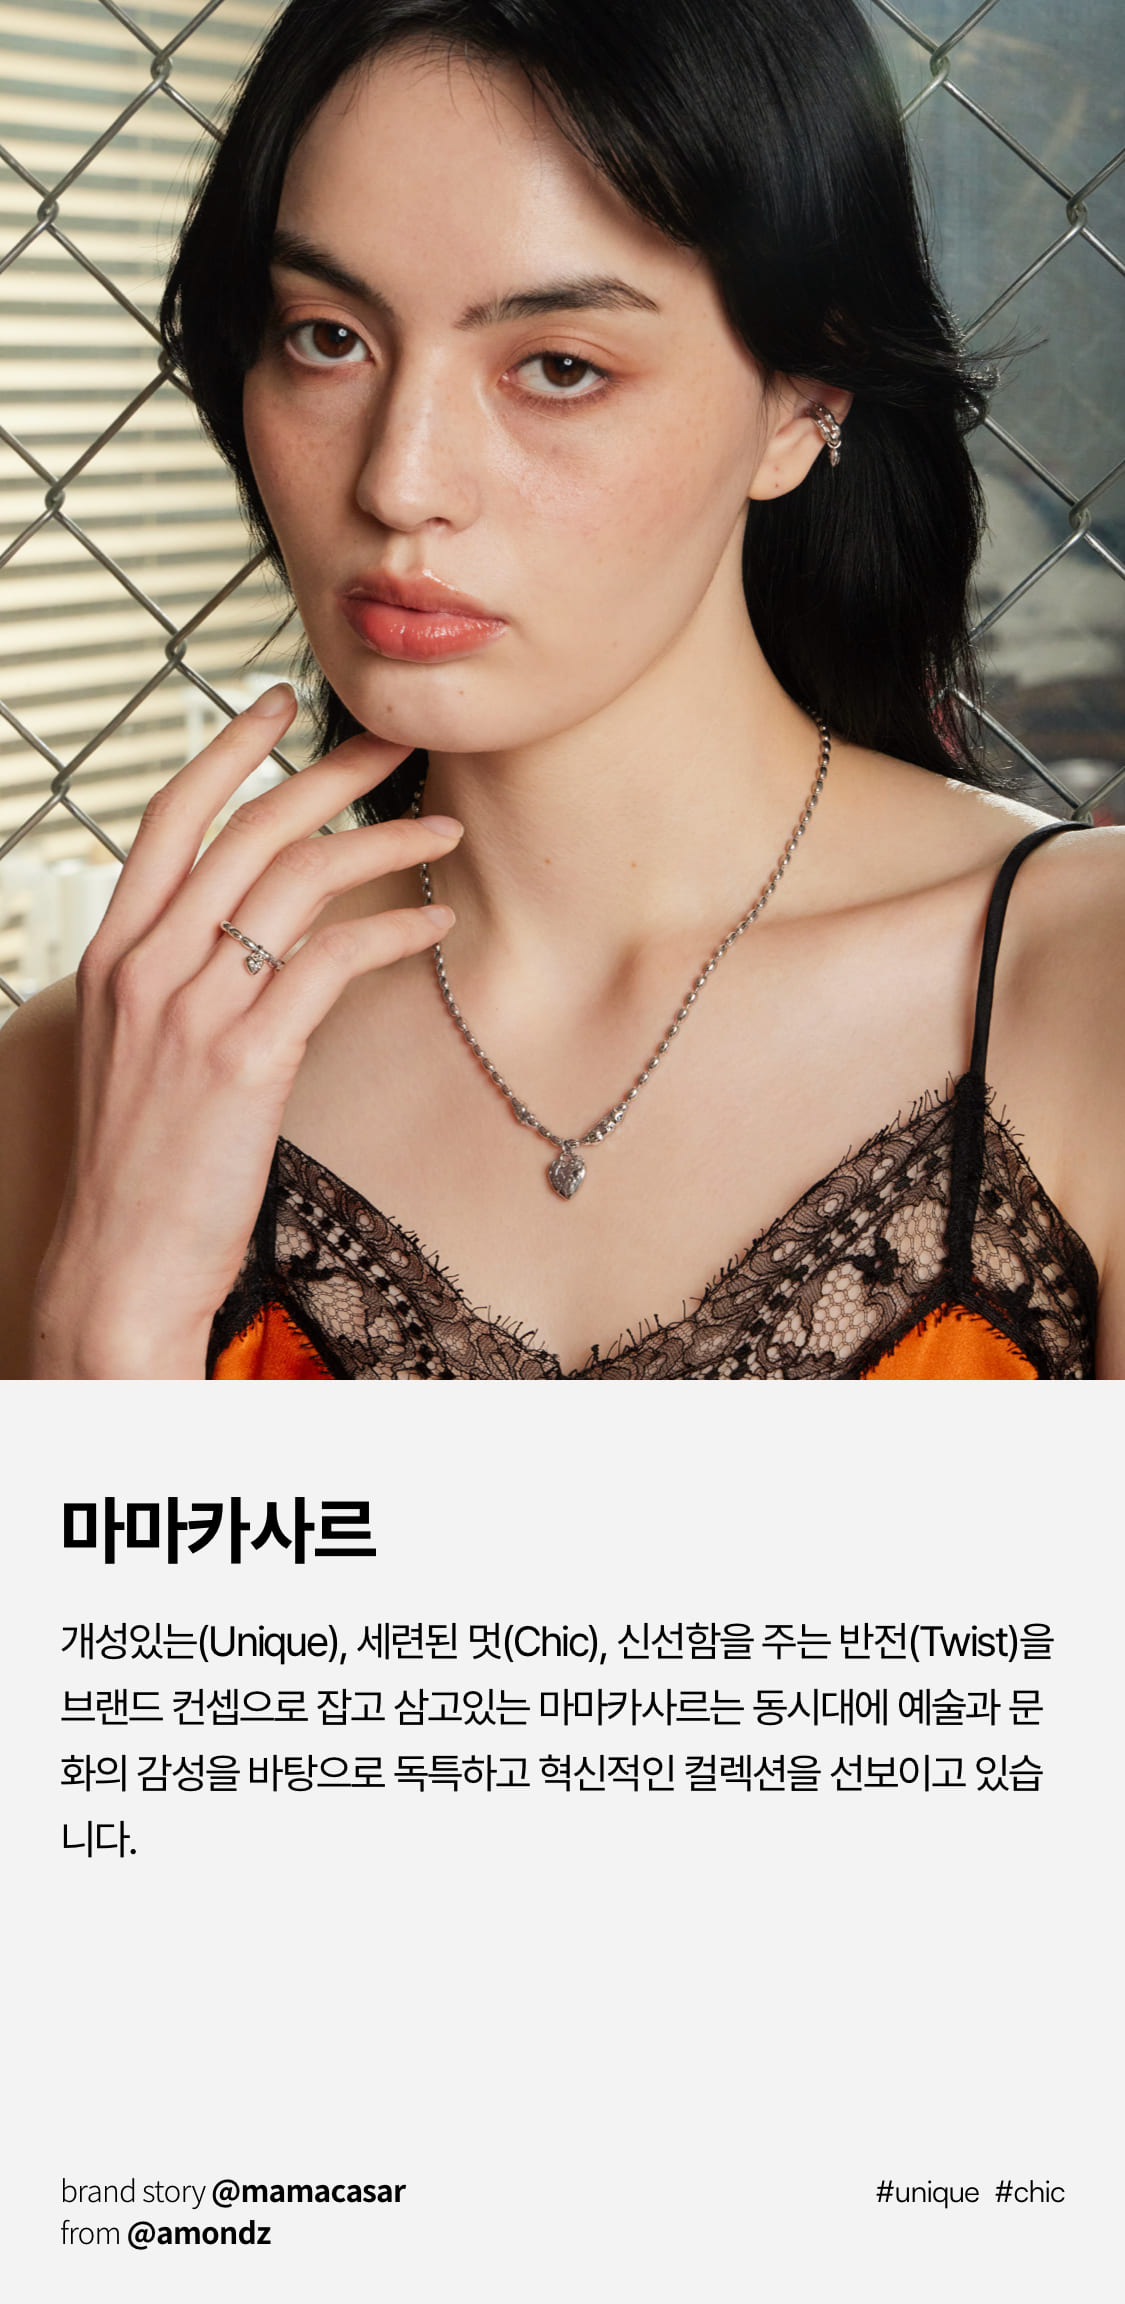 마마카사르
개성있는(Unique), 세련된 멋(Chic), 신선함을 주는 반전(Twist)을
브랜드 컨셉으로 잡고 삼고있는 마마카사르는 동시대에 예술과 문
화의 감성을 바탕으로 독특하고 혁신적인 컬렉션을 선보이고 있습
니다.
brand story @mamacasar
#unique #chic
from @amondz